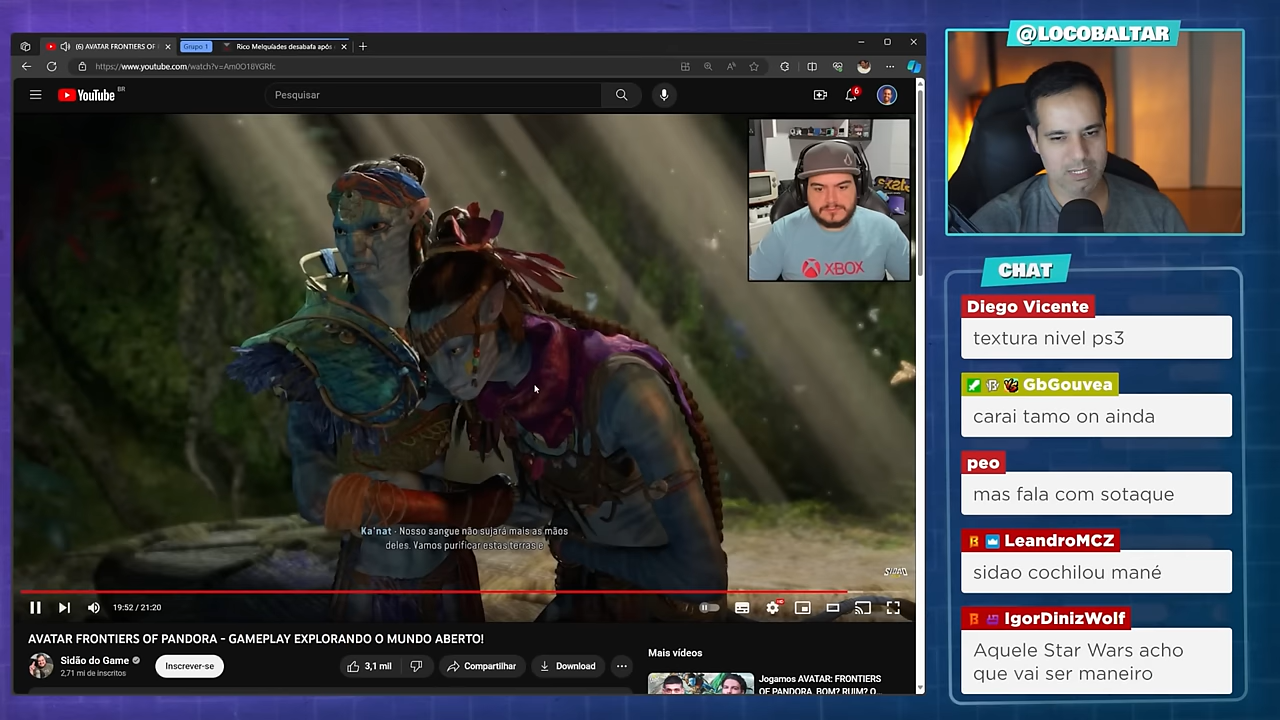 (6) AVATAR FRONTIERS OF
Grupo 1
Rico Melquíades desabafa após
https://www.youtube.com/watch?v=Am0O18YGRfc
YouTube BR
Pesquisar
6
XBOX
Ka'nat - Nosso sangue não sujará mais as mãos
deles. Vamos purificar estas terras e
SIDÃO
19:52 / 21:20
AVATAR FRONTIERS OF PANDORA - GAMEPLAY EXPLORANDO O MUNDO ABERTO!
Sidão do Game
2,71 mi de inscritos
Inscrever-se
3,1 mil
Compartilhar
Download
Mais vídeos
Jogamos AVATAR: FRONTIERS
OF PANDORA. BOM? RUIM? O
@LOCOBALTAR
CHAT
Diego Vicente
textura nivel ps3
GbGouvea
carai tamo on ainda
peo
mas fala com sotaque
LeandroMCZ
sidao cochilou mané
IgorDinizWolf
Aquele Star Wars acho
que vai ser maneiro